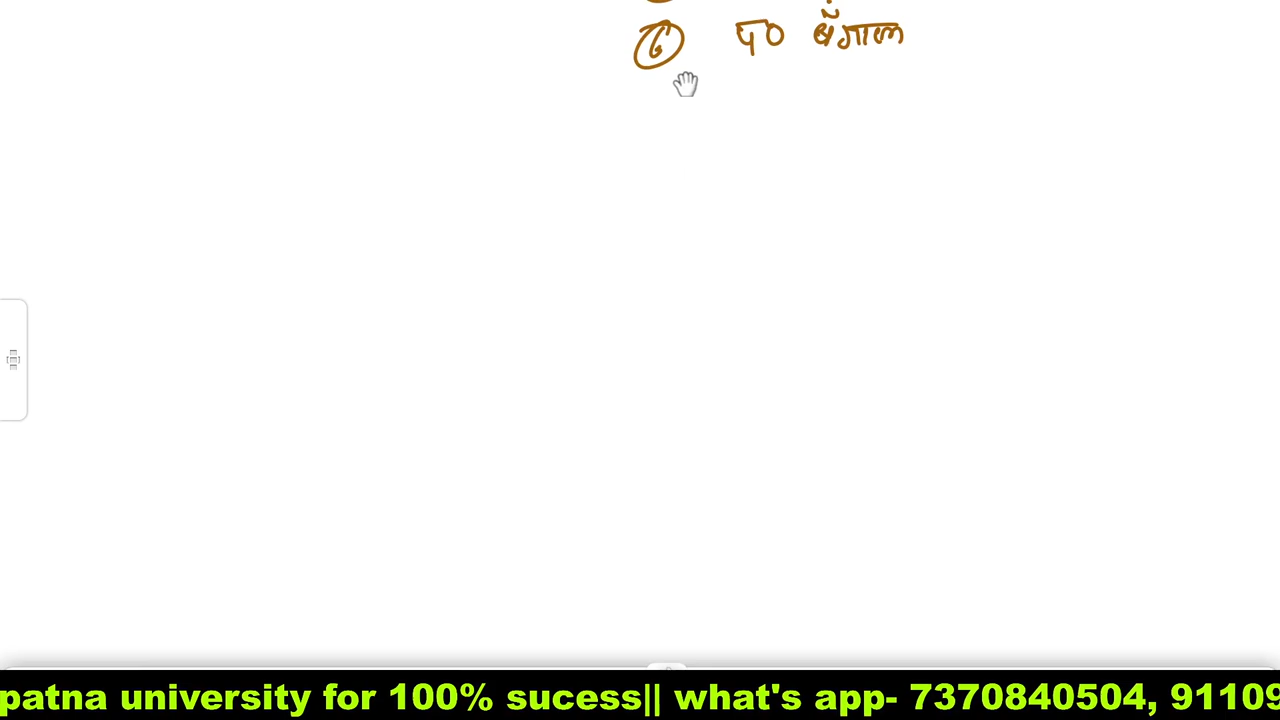 6 प० बंगाल
patna university for 100% sucess|| what's app- 7370840504, 91109